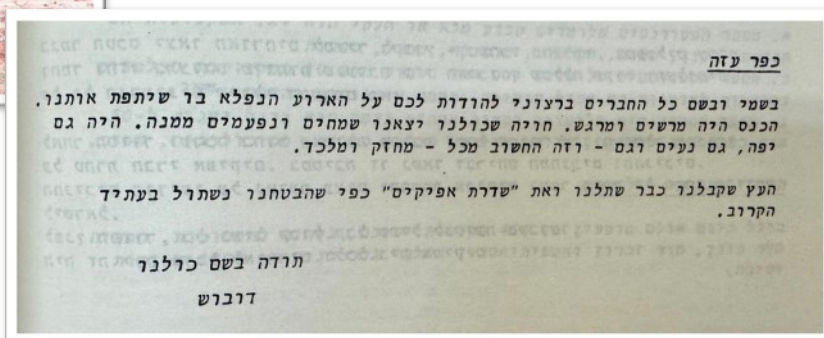 כפר עזה
בשמי ובשם כל החברים ברצוני להודות לכם על הארוע הנפלא בו שיתפת אותנו.
הכנס היה מרשים ומרגש. חויה שכולנו יצאנו שמחים ונפעמים ממנה. היה גם
יפה, גם נעים וגם - וזה החשוב מכל - מחזק ומלכד.
העץ שקבלנו כבר שתלנו ואת "שדרת אפיקים" כפי שהבטחנו נשתול בעתיד
הקרוב.
תודה בשם כולנו
דובוש